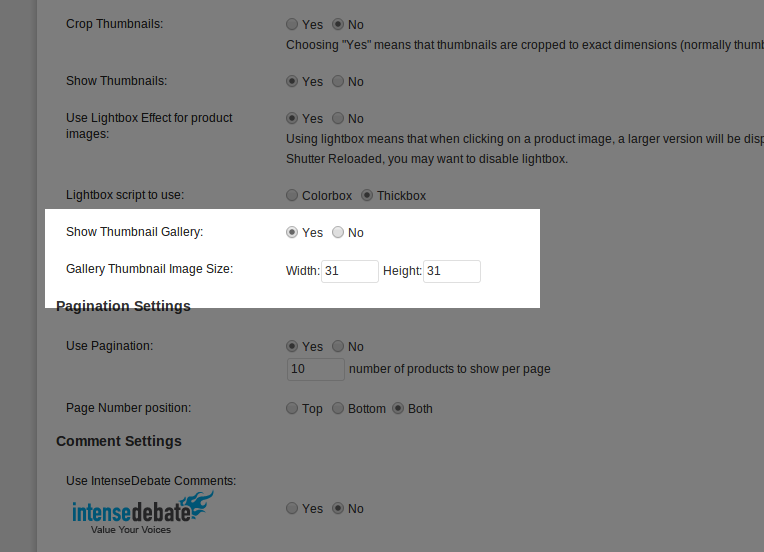 Crop Thumbnails: Yes No
Choosing "Yes" means that thumbnails are cropped to exact dimensions (normally
Show Thumbnails: Yes No
Use Lightbox Effect for product Yes No
images: Using lightbox means that when clicking on a product image, a larger version will be
Shutter Reloaded, you may want to disable lightbox.
Lightbox script to use: Colorbox Thickbox
Show Thumbnail Gallery: Yes No
Gallery Thumbnail Image Size: Width: 31 Height: 31
Pagination Settings
Use Pagination: Yes No
10 number of products to show per page
Page Number position: Top Bottom Both
Comment Settings
Use IntenseDebate Comments:
intensedebate Yes No
Value Your Voices